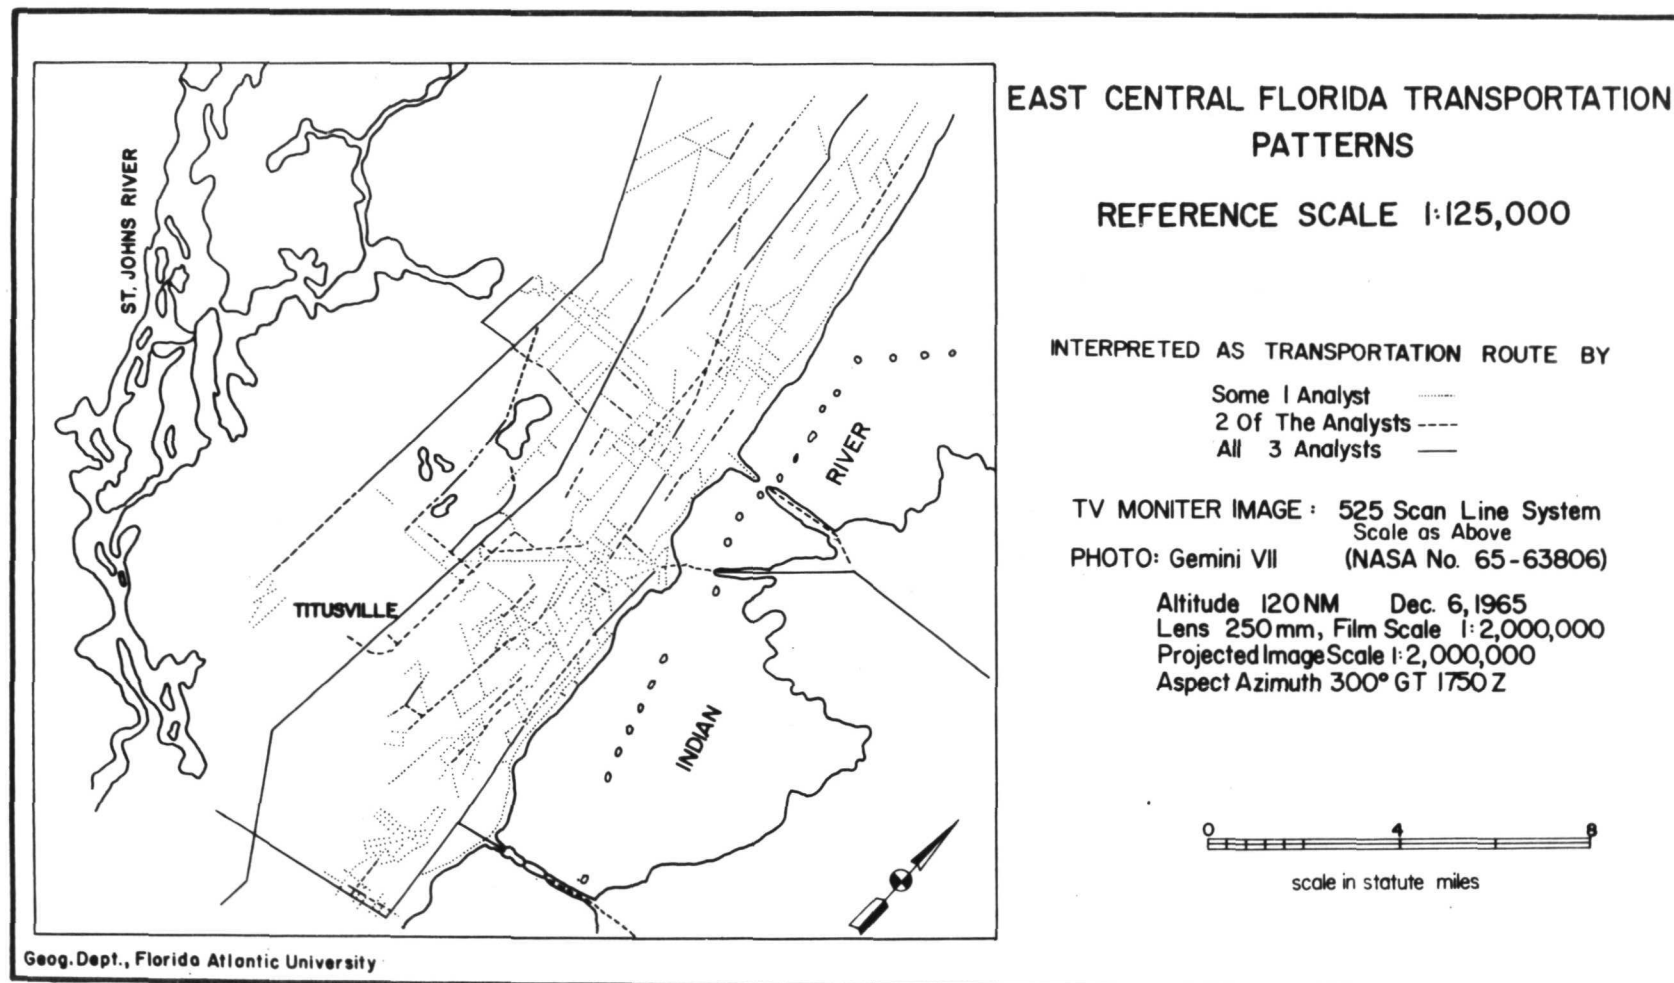 EAST CENTRAL FLORIDA TRANSPORTATION
PATTERNS
REFERENCE SCALE 1:125,000
ST. JOHNS RIVER
TITUSVILLE
RIVER
INDIAN
INTERPRETED AS TRANSPORTATION ROUTE BY
Some 1 Analyst
2 Of The Analysts
All 3 Analysts
TV MONITER IMAGE: 525 Scan Line System
Scale as Above
PHOTO: Gemini VII (NASA No. 65-63806)
Altitude 120 NM Dec. 6, 1965
Lens 250 mm, Film Scale 1:2,000,000
Projected Image Scale 1:2,000,000
Aspect Azimuth 300° GT 1750 Z
0 4 8
scale in statute miles
Geog. Dept., Florida Atlantic University